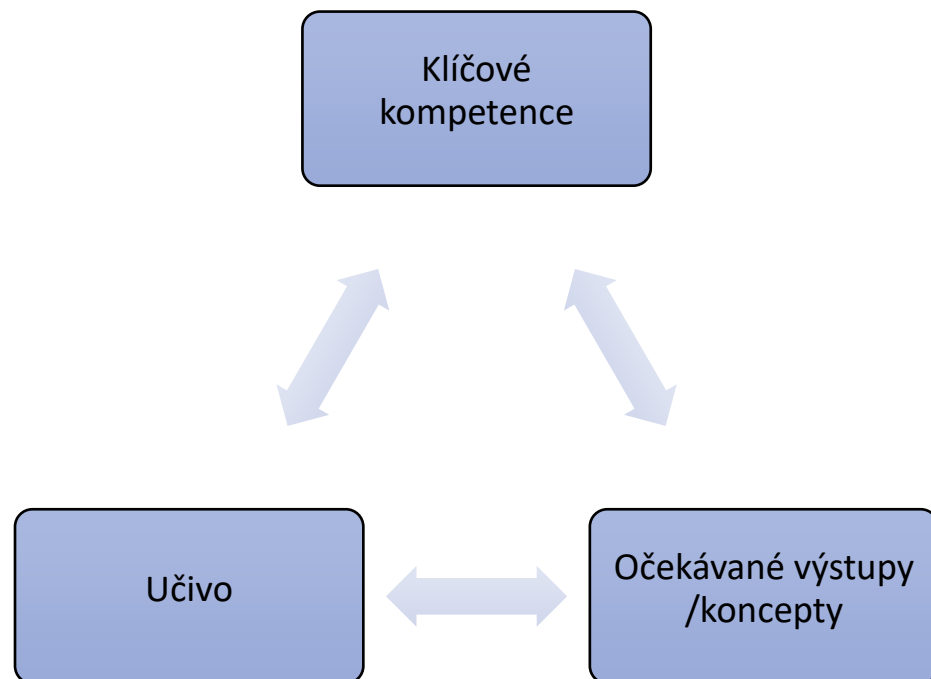 Klíčové
kompetence
Učivo
Očekávané výstupy
/koncepty